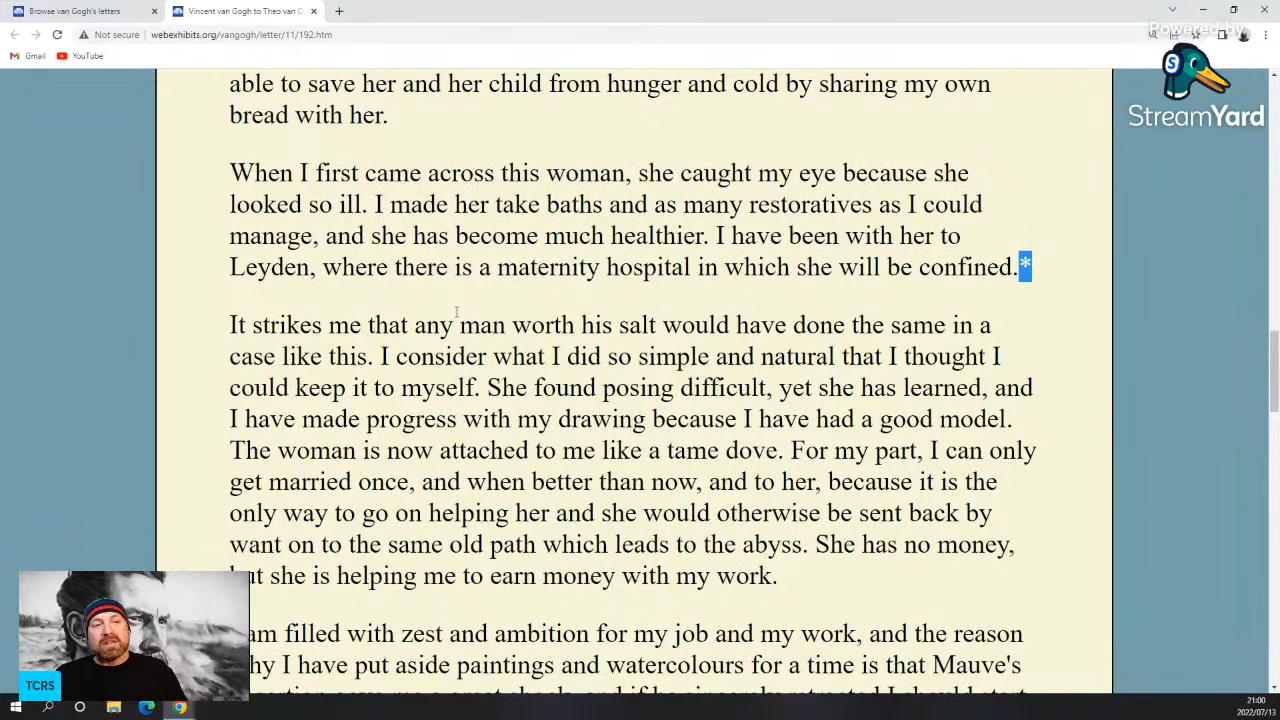 Browse van Gogh's letters
Vincent van Gogh to Theo van G
Not secure
webexhibits.org/vangogh/letter/11/192.htm
Powered by
Gmail
YouTube
StreamYard
able to save her and her child from hunger and cold by sharing my own
bread with her.
When I first came across this woman, she caught my eye because she
looked so ill. I made her take baths and as many restoratives as I could
manage, and she has become much healthier. I have been with her to
Leyden, where there is a maternity hospital in which she will be confined.*
It strikes me that any man worth his salt would have done the same in a
case like this. I consider what I did so simple and natural that I thought I
could keep it to myself. She found posing difficult, yet she has learned, and
I have made progress with my drawing because I have had a good model.
The woman is now attached to me like a tame dove. For my part, I can only
get married once, and when better than now, and to her, because it is the
only way to go on helping her and she would otherwise be sent back by
want on to the same old path which leads to the abyss. She has no money,
but she is helping me to earn money with my work.
am filled with zest and ambition for my job and my work, and the reason
why I have put aside paintings and watercolours for a time is that Mauve's
TCRS
21:00
2022/07/13